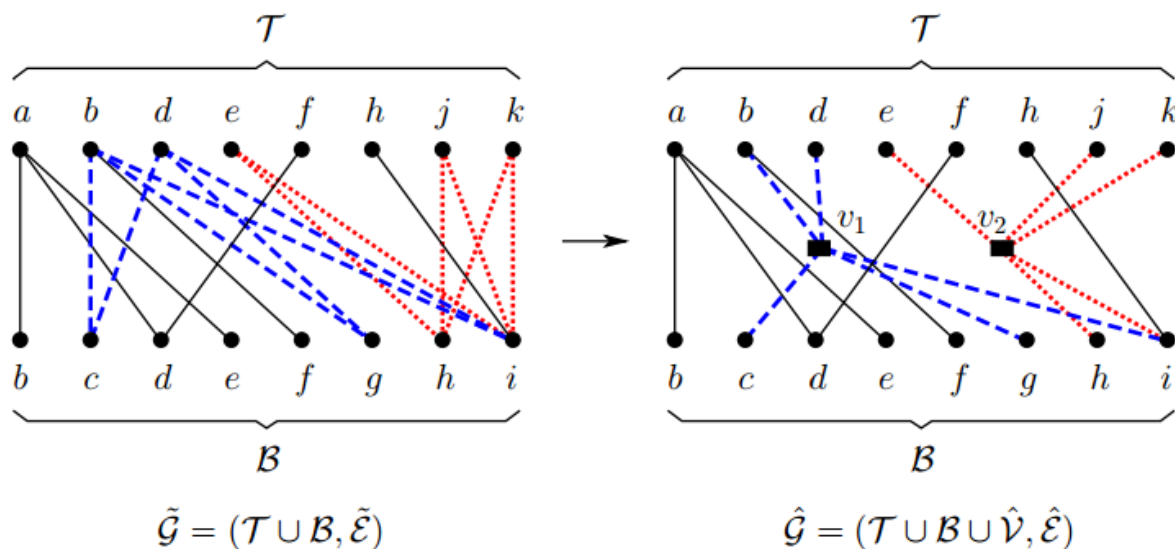 𝒯 𝒯
a b d e f h j k a b d e f h j k
v₁ v₂
b c d e f g h i b c d e f g h i
ℬ ℬ
𝒢̃ = (𝒯 ∪ ℬ, ℰ̃) 𝒢̂ = (𝒯 ∪ ℬ ∪ 𝒱̂, ℰ̂)